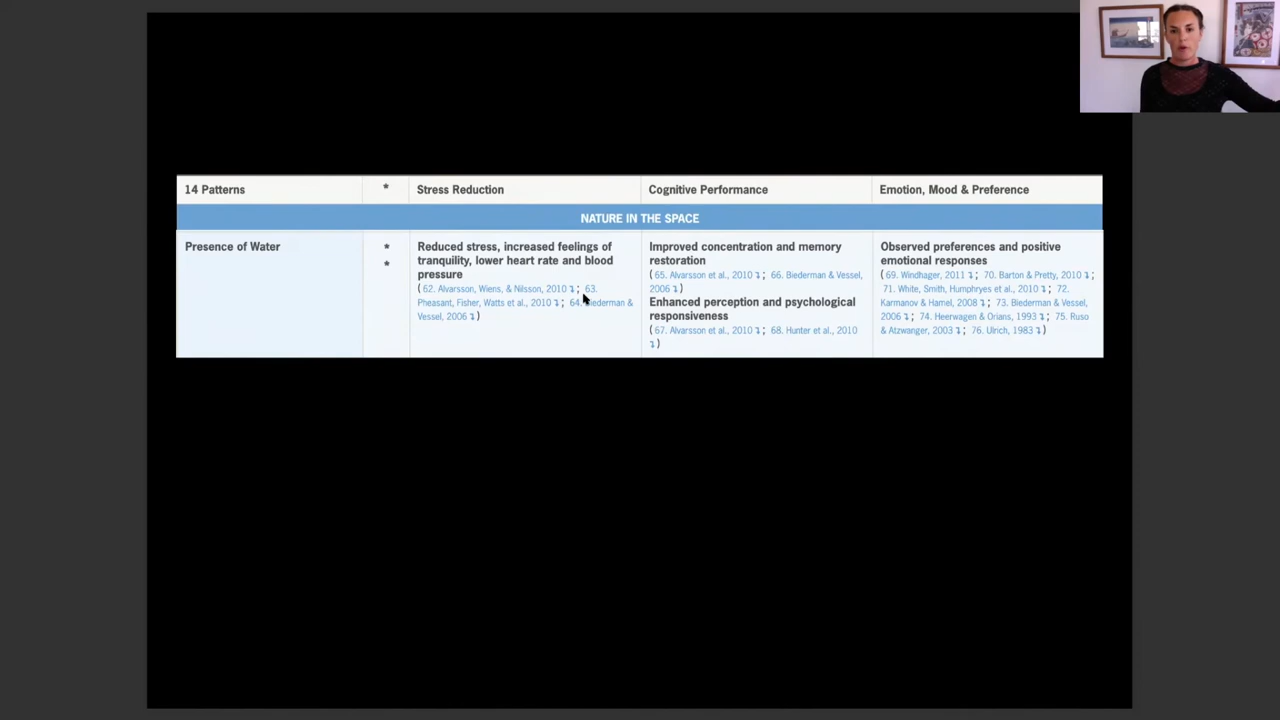 14 Patterns
*
Stress Reduction
Cognitive Performance
Emotion, Mood & Preference
NATURE IN THE SPACE
Presence of Water
*
*
Reduced stress, increased feelings of
tranquility, lower heart rate and blood
pressure
( 62. Alvarsson, Wiens, & Nilsson, 2010 ↴ ; 63.
Pheasant, Fisher, Watts et al., 2010 ↴ ; 64. Biederman &
Vessel, 2006 ↴ )
Improved concentration and memory
restoration
( 65. Alvarsson et al., 2010 ↴ ; 66. Biederman & Vessel,
2006 ↴ )
Enhanced perception and psychological
responsiveness
( 67. Alvarsson et al., 2010 ↴ ; 68. Hunter et al., 2010
↴ )
Observed preferences and positive
emotional responses
( 69. Windhager, 2011 ↴ ; 70. Barton & Pretty, 2010 ↴ ;
71. White, Smith, Humphryes et al., 2010 ↴ ; 72.
Karmanov & Hamel, 2008 ↴ ; 73. Biederman & Vessel,
2006 ↴ ; 74. Heerwagen & Orians, 1993 ↴ ; 75. Ruso
& Atzwanger, 2003 ↴ ; 76. Ulrich, 1983 ↴ )